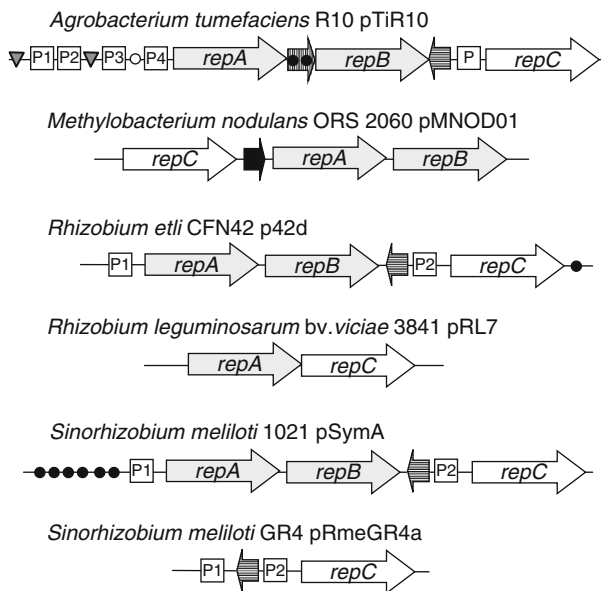 Agrobacterium tumefaciens R10 pTiR10
P1 P2 P3 P4 repA repB P repC
Methylobacterium nodulans ORS 2060 pMNOD01
repC repA repB
Rhizobium etli CFN42 p42d
P1 repA repB P2 repC
Rhizobium leguminosarum bv.viciae 3841 pRL7
repA repC
Sinorhizobium meliloti 1021 pSymA
P1 repA repB P2 repC
Sinorhizobium meliloti GR4 pRmeGR4a
P1 P2 repC